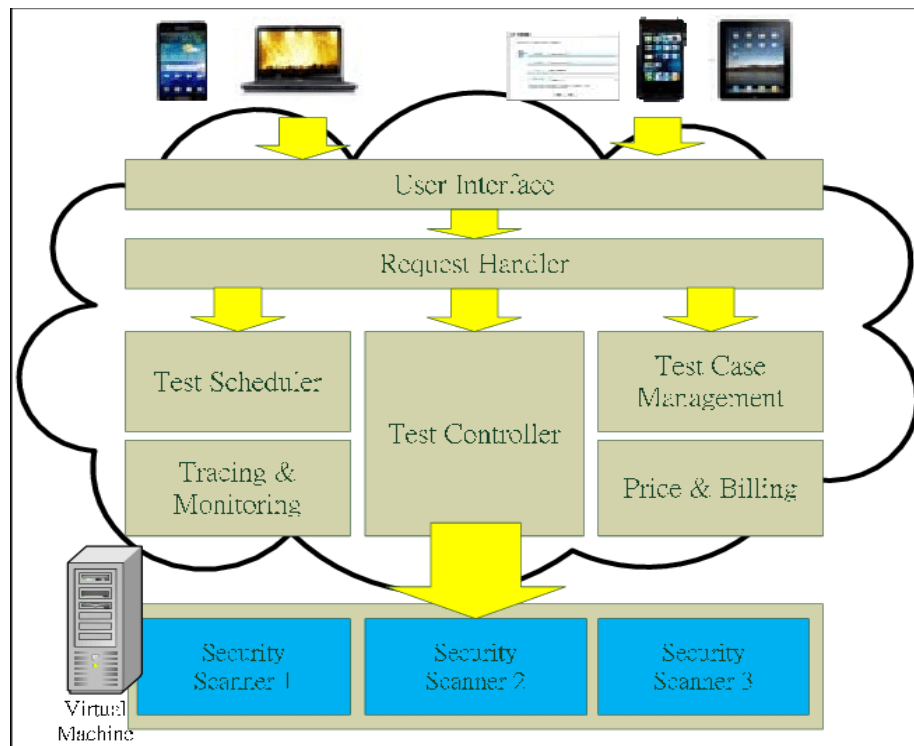 User Interface
Request Handler
Test Scheduler
Test Controller
Test Case
Management
Tracing &
Monitoring
Price & Billing
Security
Scanner 1
Security
Scanner 2
Security
Scanner 3
Virtual
Machine